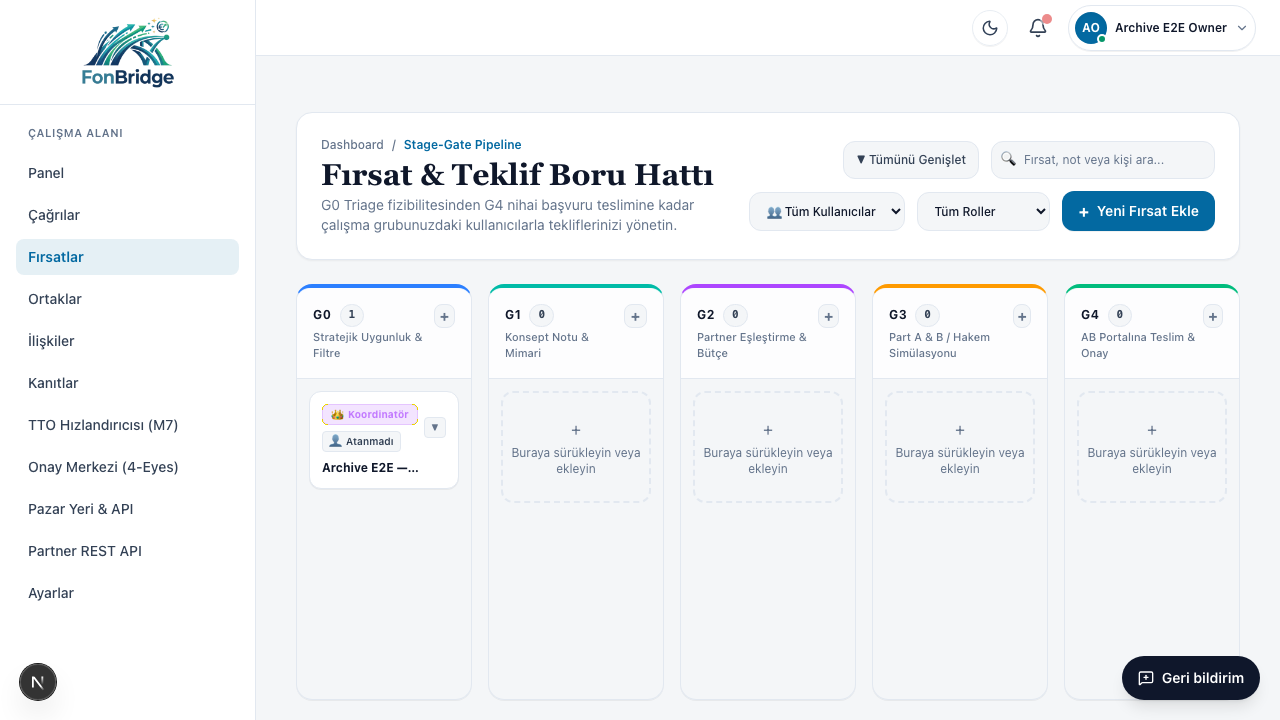 FonBridge
ÇALIŞMA ALANI
Panel
Çağrılar
Fırsatlar
Ortaklar
İlişkiler
Kanıtlar
TTO Hızlandırıcısı (M7)
Onay Merkezi (4-Eyes)
Pazar Yeri & API
Partner REST API
Ayarlar
N
AO
Archive E2E Owner
Dashboard / Stage-Gate Pipeline
Fırsat & Teklif Boru Hattı
G0 Triage fizibilitesinden G4 nihai başvuru teslimine kadar
çalışma grubunuzdaki kullanıcılarla tekliflerinizi yönetin.
▼ Tümünü Genişlet
Fırsat, not veya kişi ara...
Tüm Kullanıcılar
Tüm Roller
+ Yeni Fırsat Ekle
G0 1 +
Stratejik Uygunluk &
Filtre
Koordinatör
Atanmadı
▼
Archive E2E —...
G1 0 +
Konsept Notu &
Mimari
+
Buraya sürükleyin veya
ekleyin
G2 0 +
Partner Eşleştirme &
Bütçe
+
Buraya sürükleyin veya
ekleyin
G3 0 +
Part A & B / Hakem
Simülasyonu
+
Buraya sürükleyin veya
ekleyin
G4 0 +
AB Portalına Teslim &
Onay
+
Buraya sürükleyin veya
ekleyin
Geri bildirim